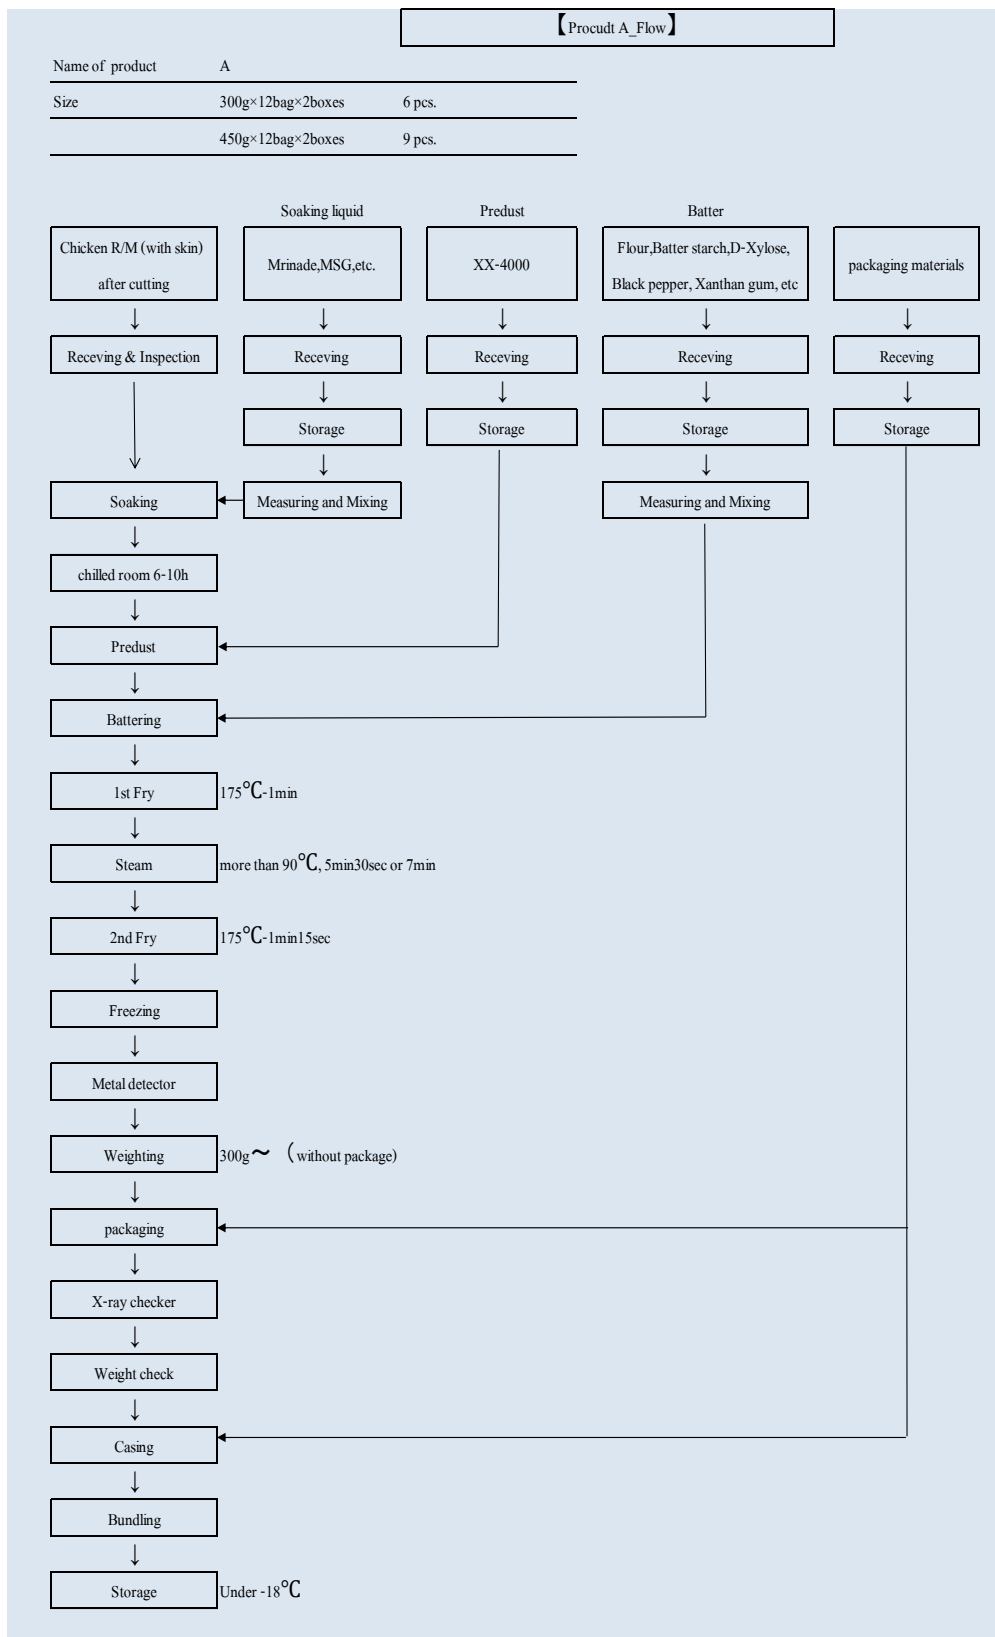 【Procudt A_Flow】
Name of product A
Size 300g×12bag×2boxes 6 pcs.
450g×12bag×2boxes 9 pcs.
Soaking liquid Predust Batter
Chicken R/M (with skin)
after cutting
Mrinade,MSG,etc.
XX-4000
Flour,Batter starch,D-Xylose,
Black pepper, Xanthan gum, etc
packaging materials
↓ ↓ ↓ ↓ ↓
Receving & Inspection Receving Receving Receving Receving
↓ ↓ ↓ ↓
Storage Storage Storage Storage
↓ ↓
Soaking Measuring and Mixing Measuring and Mixing
↓
chilled room 6-10h
↓
Predust
↓
Battering
↓
1st Fry 175℃-1min
↓
Steam more than 90℃, 5min30sec or 7min
↓
2nd Fry 175℃-1min15sec
↓
Freezing
↓
Metal detector
↓
Weighting 300g～ （without package)
↓
packaging
↓
X-ray checker
↓
Weight check
↓
Casing
↓
Bundling
↓
Storage Under -18℃